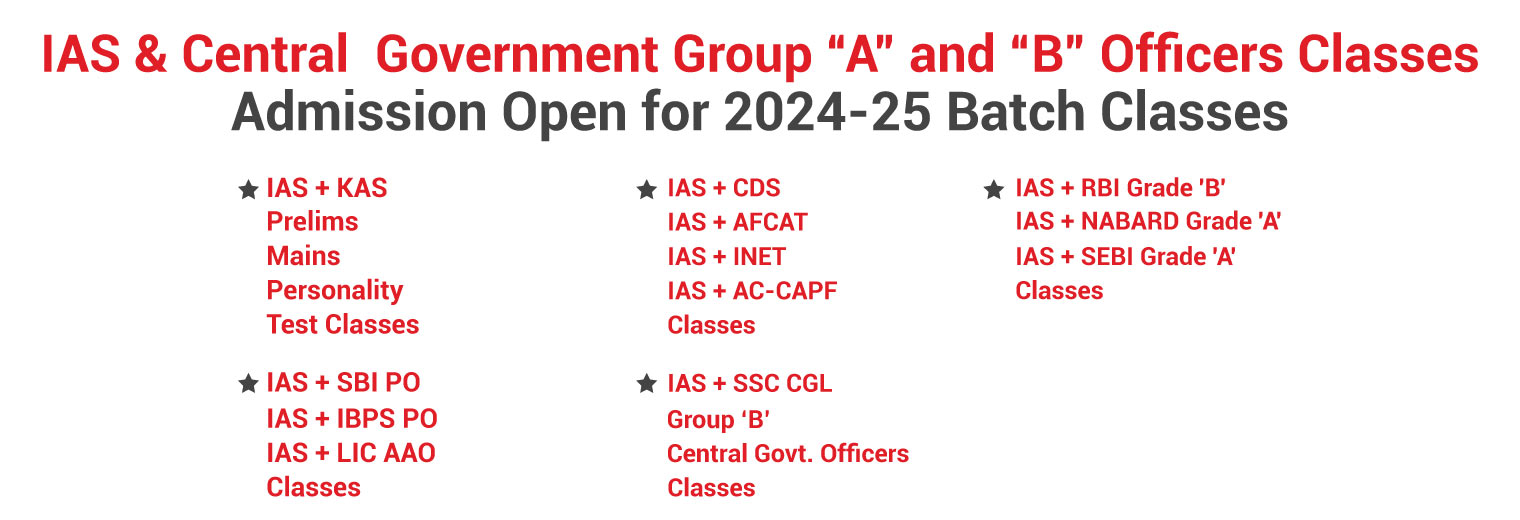 IAS & Central Government Group “A” and “B” Officers Classes
Admission Open for 2024-25 Batch Classes
★ IAS + KAS
Prelims
Mains
Personality
Test Classes
★ IAS + CDS
IAS + AFCAT
IAS + INET
IAS + AC-CAPF
Classes
★ IAS + RBI Grade 'B'
IAS + NABARD Grade 'A'
IAS + SEBI Grade 'A'
Classes
★ IAS + SBI PO
IAS + IBPS PO
IAS + LIC AAO
Classes
★ IAS + SSC CGL
Group ‘B’
Central Govt. Officers
Classes